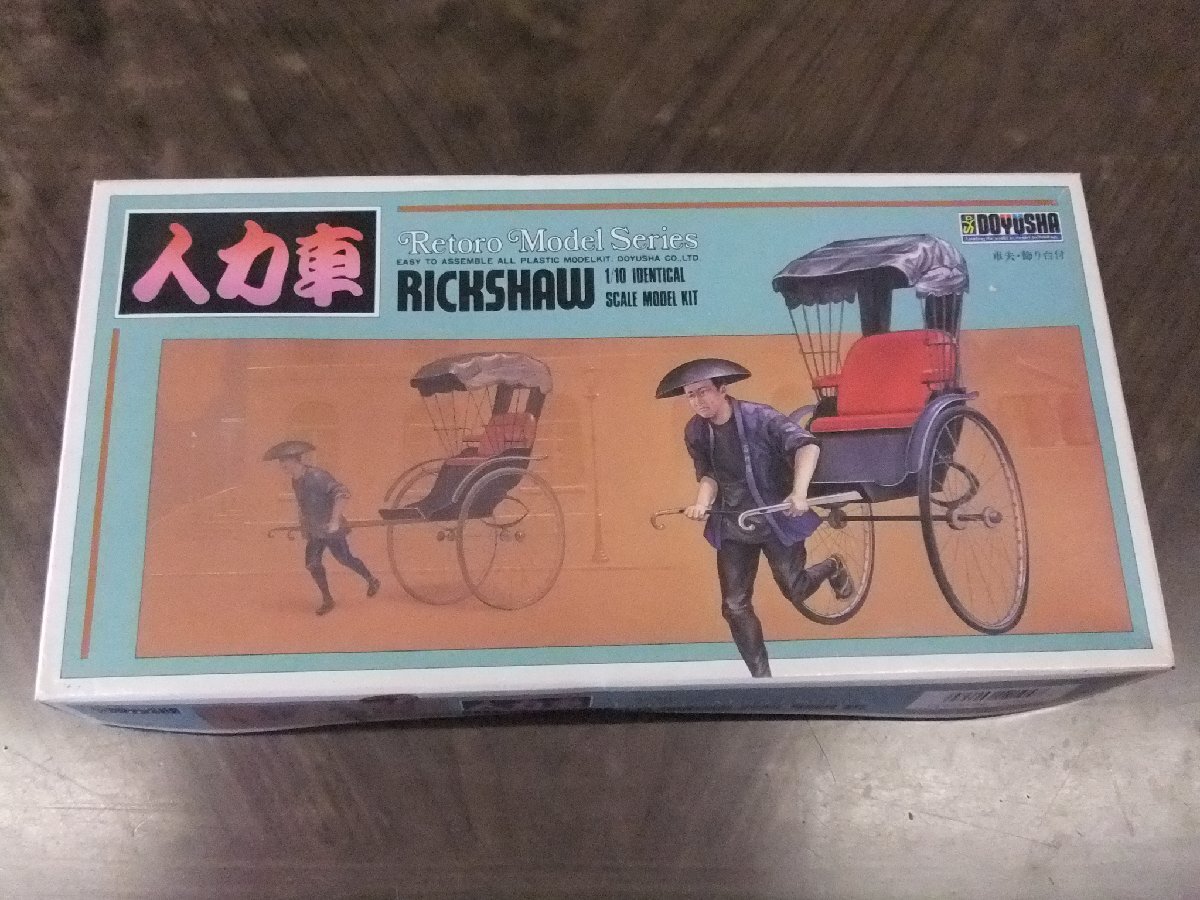 人力車
Retoro Model Series
EASY TO ASSEMBLE ALL PLASTIC MODELKIT. DOYUSHA CO.,LTD.
RICKSHAW
1/10 IDENTICAL
SCALE MODEL KIT
DOYUSHA
車夫・飾り台付